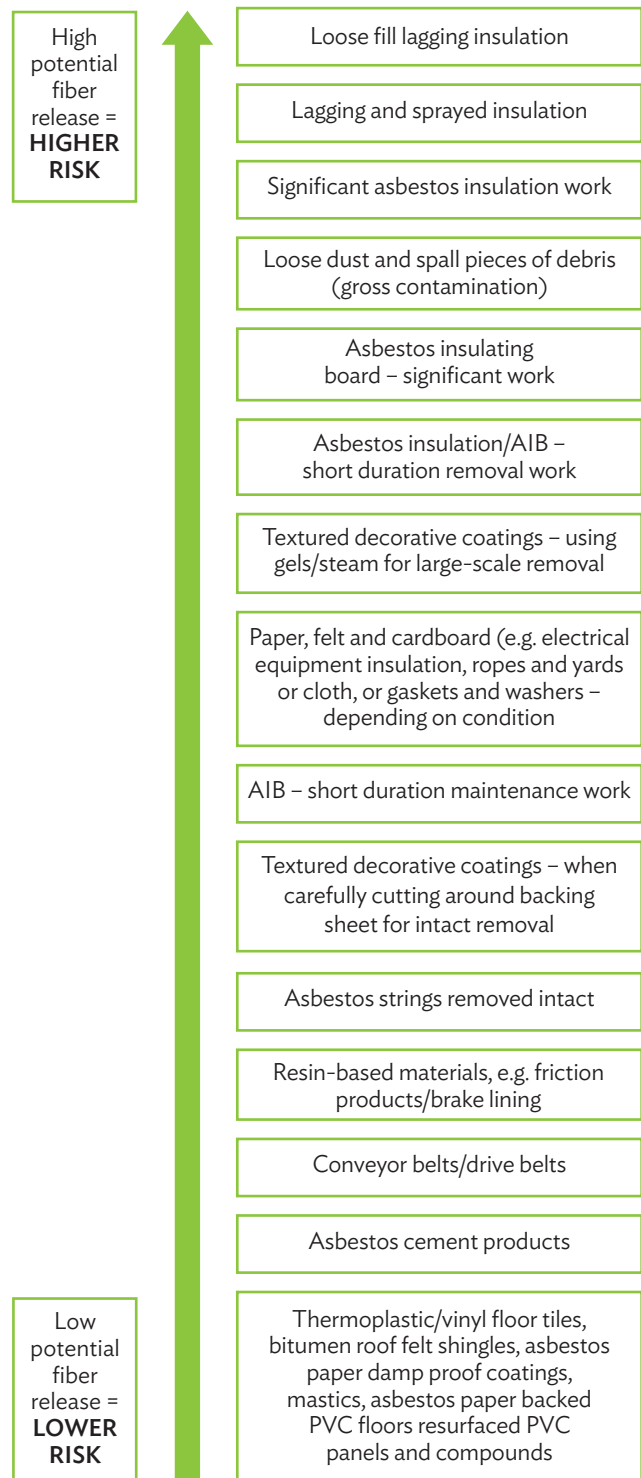 High
potential
fiber
release =
HIGHER
RISK
Loose fill lagging insulation
Lagging and sprayed insulation
Significant asbestos insulation work
Loose dust and spall pieces of debris
(gross contamination)
Asbestos insulating
board – significant work
Asbestos insulation/AIB –
short duration removal work
Textured decorative coatings – using
gels/steam for large-scale removal
Paper, felt and cardboard (e.g. electrical
equipment insulation, ropes and yards
or cloth, or gaskets and washers –
depending on condition
AIB – short duration maintenance work
Textured decorative coatings – when
carefully cutting around backing
sheet for intact removal
Asbestos strings removed intact
Resin-based materials, e.g. friction
products/brake lining
Conveyor belts/drive belts
Asbestos cement products
Low
potential
fiber
release =
LOWER
RISK
Thermoplastic/vinyl floor tiles,
bitumen roof felt shingles, asbestos
paper damp proof coatings,
mastics, asbestos paper backed
PVC floors resurfaced PVC
panels and compounds